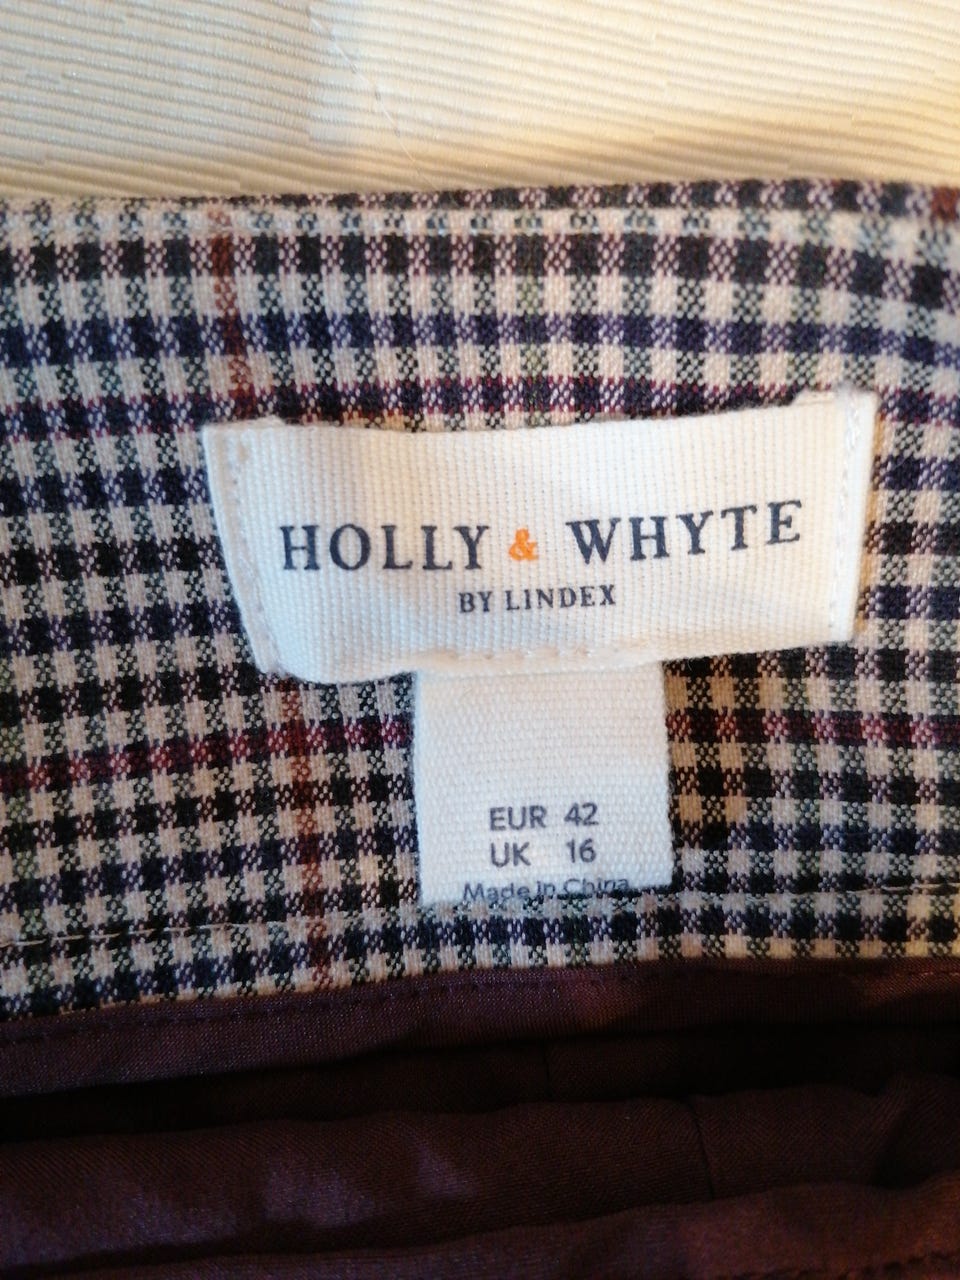 HOLLY & WHYTE
BY LINDEX
EUR 42
UK 16
Made in China